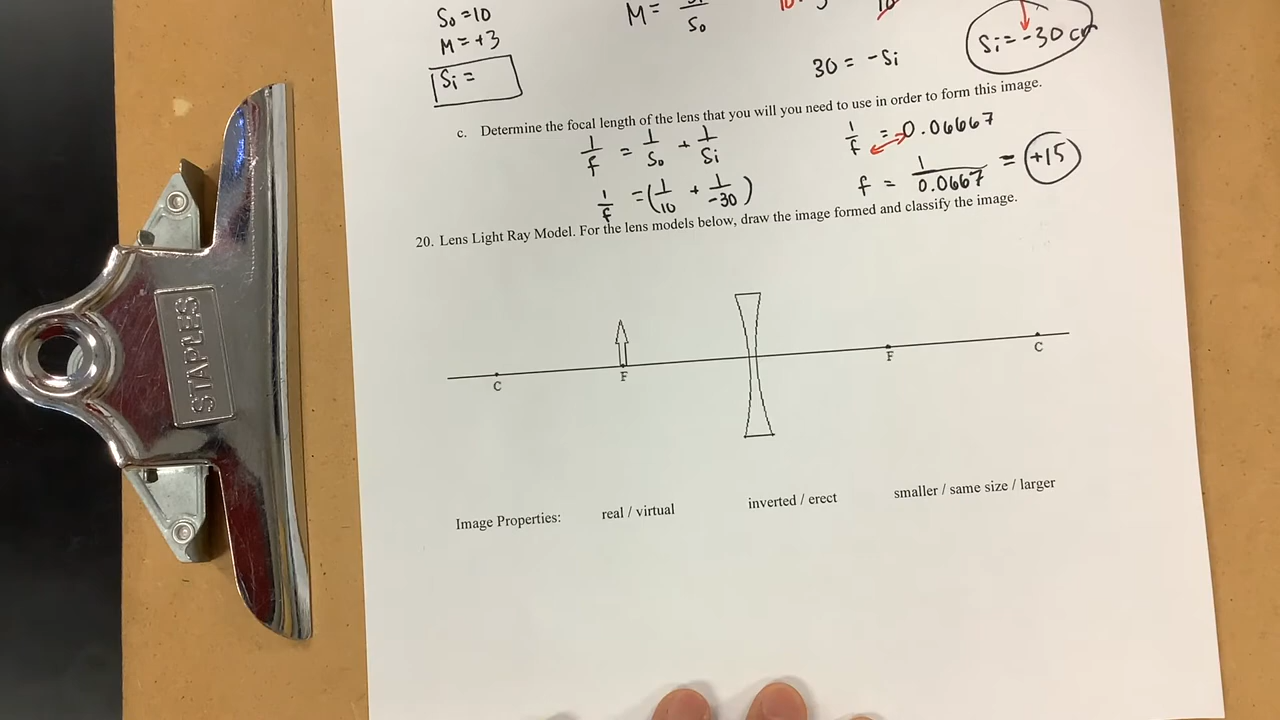 So = 10
M = +3
Si =
M =
So
30 = -Si
Si = -30 cm
c. Determine the focal length of the lens that you will you need to use in order to form this image.
1/f = 1/So + 1/Si
1/f = (1/10 + 1/-30)
1/f = 0.06667
f = 1/0.0667 = +15
20. Lens Light Ray Model. For the lens models below, draw the image formed and classify the image.
C F F C
Image Properties: real / virtual inverted / erect smaller / same size / larger
STAPLES